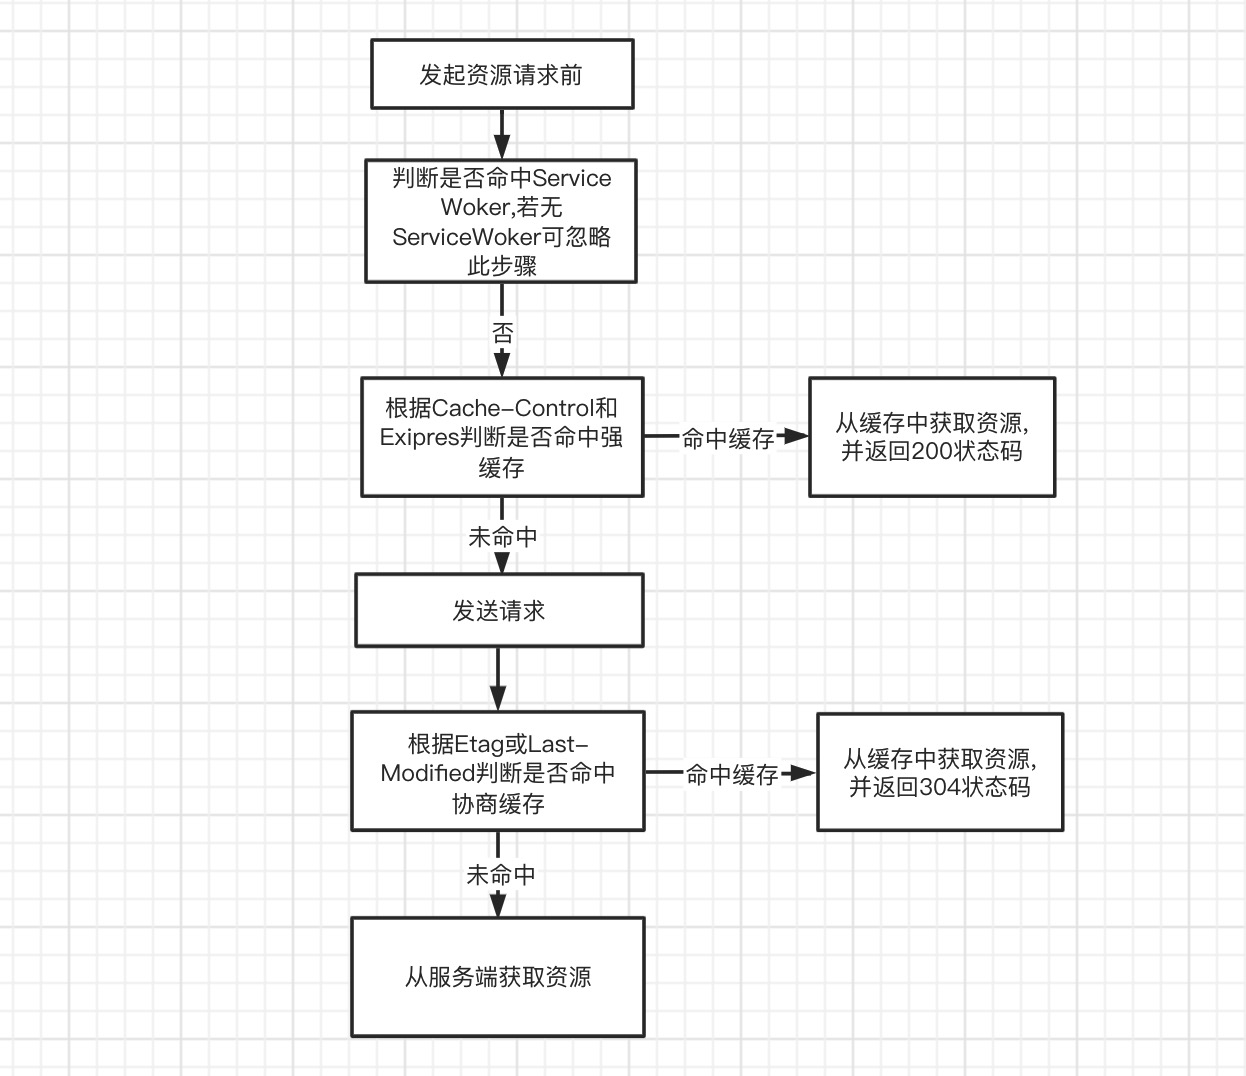 发起资源请求前
判断是否命中Service
Woker,若无
ServiceWoker可忽略
此步骤
否
根据Cache-Control和
Exipres判断是否命中强
缓存
命中缓存
从缓存中获取资源,
并返回200状态码
未命中
发送请求
根据Etag或Last-
Modified判断是否命中
协商缓存
命中缓存
从缓存中获取资源,
并返回304状态码
未命中
从服务端获取资源